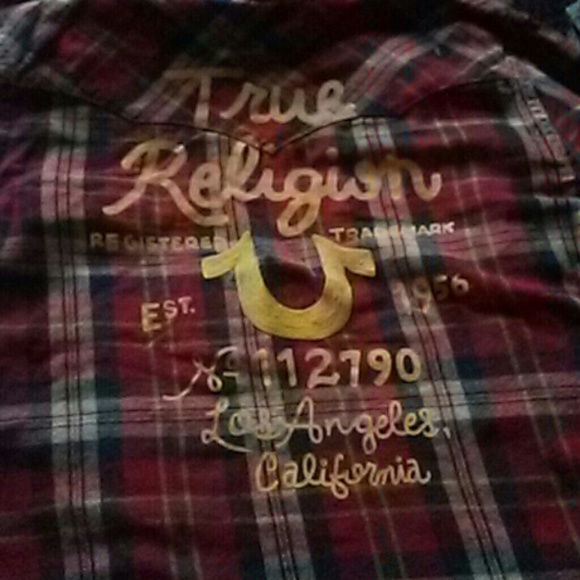 True
Religion
REGISTERED TRADEMARK
EST. 1956
Nº 112790
Los Angeles,
California